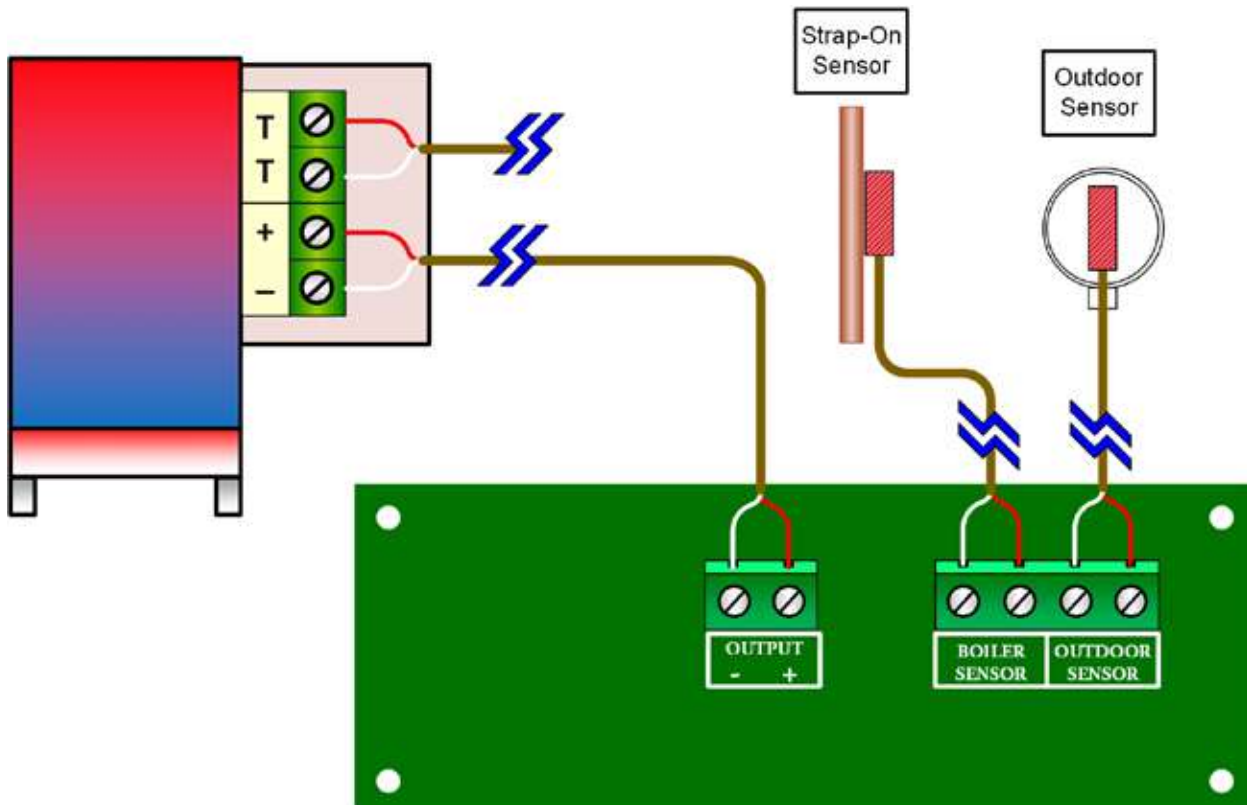 Strap-On
Sensor
Outdoor
Sensor
T
T
+
–
OUTPUT
- +
BOILER
SENSOR
OUTDOOR
SENSOR